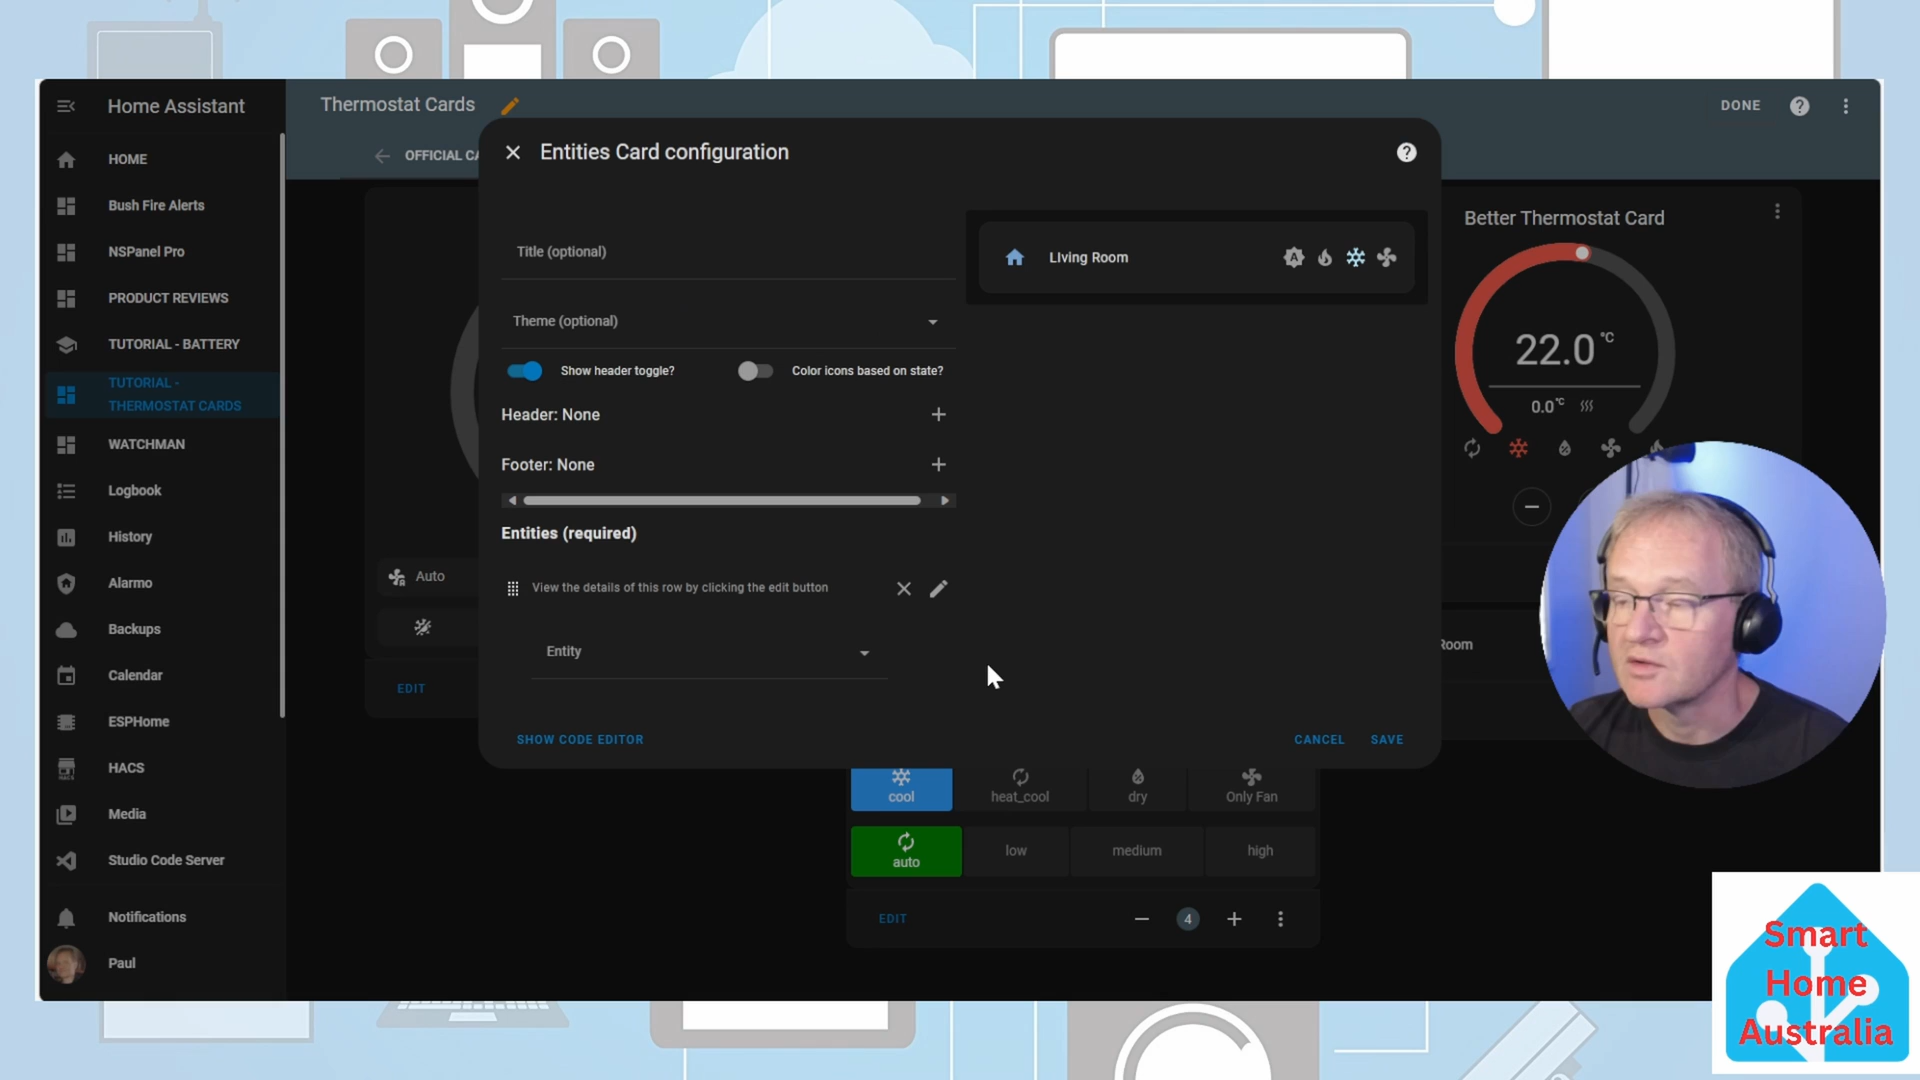 Home Assistant
HOME
Bush Fire Alerts
NSPanel Pro
PRODUCT REVIEWS
TUTORIAL - BATTERY
TUTORIAL -
THERMOSTAT CARDS
WATCHMAN
Logbook
History
Alarmo
Backups
Calendar
ESPHome
HACS
Media
Studio Code Server
Notifications
Paul
Thermostat Cards
DONE
OFFICIAL CA
Auto
EDIT
Entities Card configuration
Title (optional)
Theme (optional)
Show header toggle?
Color icons based on state?
Header: None
Footer: None
Entities (required)
View the details of this row by clicking the edit button
Entity
SHOW CODE EDITOR
CANCEL
SAVE
LIving Room
Better Thermostat Card
22.0 °C
0.0 °C
Room
cool
heat_cool
dry
Only Fan
auto
low
medium
high
EDIT
4
Smart
Home
Australia